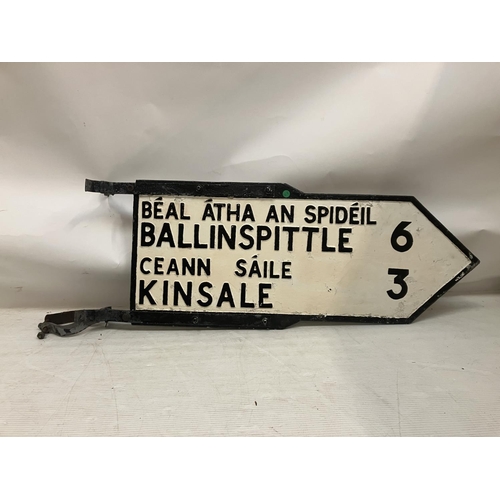 BÉAL ÁTHA AN SPIDÉIL
BALLINSPITTLE 6
CEANN SÁILE
KINSALE 3